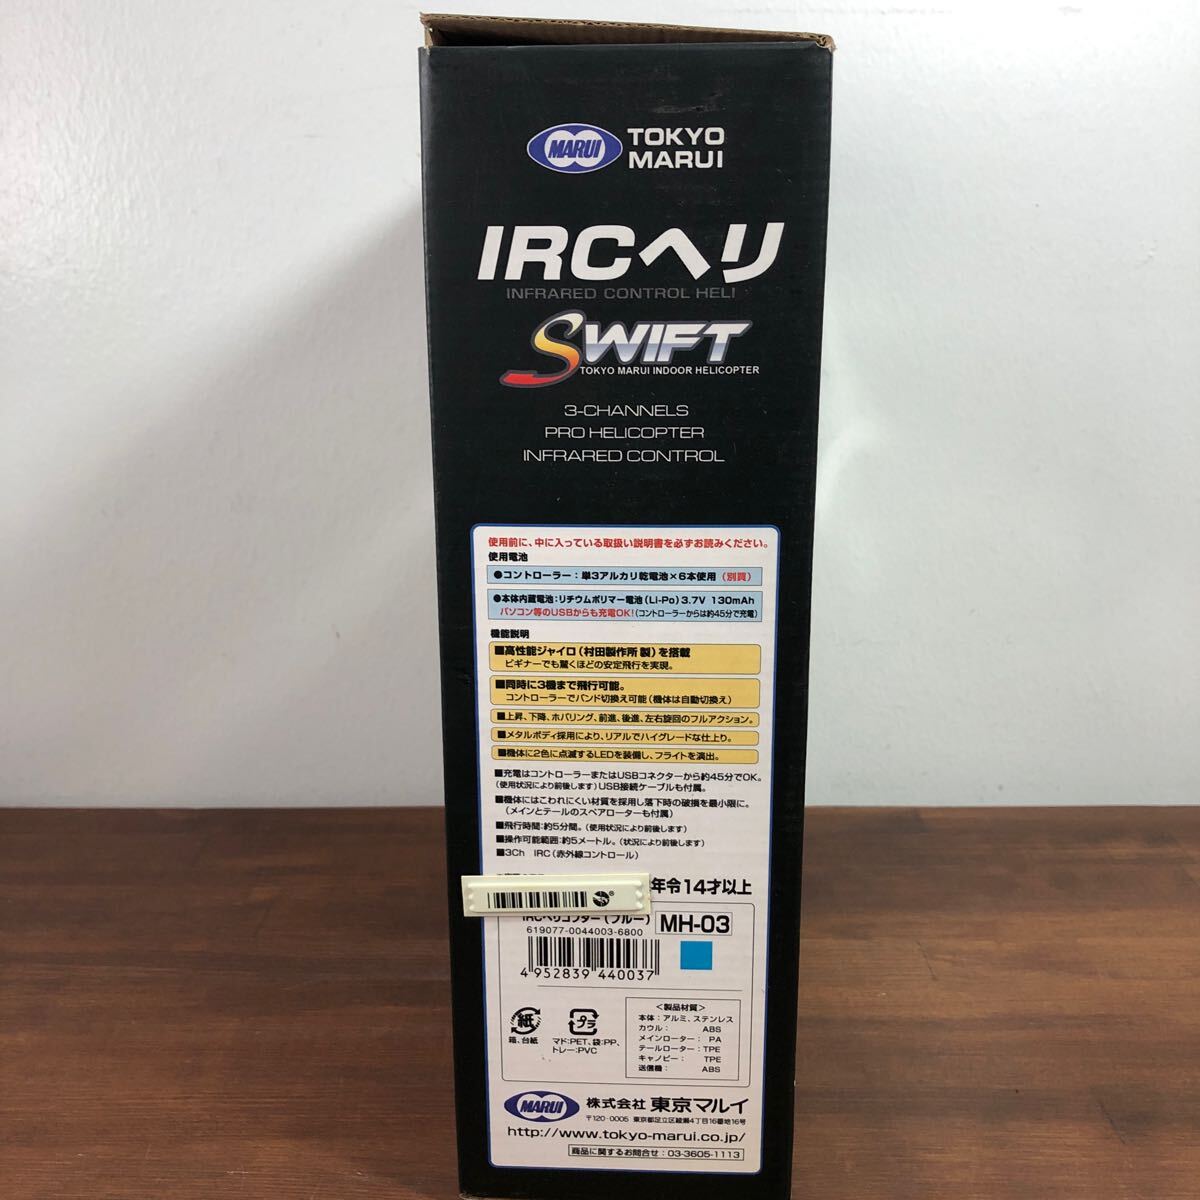 MARUI
TOKYO
MARUI
IRCヘリ
INFRARED CONTROL HELI
SWIFT
TOKYO MARUI INDOOR HELICOPTER
3-CHANNELS
PRO HELICOPTER
INFRARED CONTROL
使用前に、中に入っている取扱い説明書を必ずお読みください。
使用電池
●コントローラー：単3アルカリ乾電池×6本使用（別買）
●本体内蔵電池：リチウムポリマー電池（Li-Po）3.7V 130mAh
パソコン等のUSBからも充電OK!（コントローラーからは約45分で充電）
機能説明
■高性能ジャイロ（村田製作所 製）を搭載
ビギナーでも驚くほどの安定飛行を実現。
■同時に3機まで飛行可能。
コントローラーでバンド切換え可能（機体は自動切換え）
■上昇、下降、ホバリング、前進、後進、左右旋回のフルアクション。
■メタルボディ採用により、リアルでハイグレードな仕上り。
■機体に2色に点滅するLEDを装備し、フライトを演出。
■充電はコントローラーまたはUSBコネクターから約45分でOK。
（使用状況により前後します）USB接続ケーブルも付属。
■機体にはこわれにくい材質を採用し落下時の破損を最小限に。
（メインとテールのスペアローターも付属）
■飛行時間：約5分間。（使用状況により前後します）
■操作可能範囲：約5メートル。（状況により前後します）
■3Ch IRC（赤外線コントロール）
年令14才以上
IRCヘリコプター（ブルー）
MH-03
619077-0044003-6800
4 952839 440037
紙
箱、台紙
プラ
マド:PET、袋:PP、
トレー:PVC
＜製品材質＞
本体：アルミ、ステンレス
カウル： ABS
メインローター： PA
テールローター：TPE
キャノピー： TPE
送信機： ABS
MARUI
株式会社 東京マルイ
〒120-0005 東京都足立区綾瀬4丁目16番地16号
http://www.tokyo-marui.co.jp/
商品に関するお問合せ：03-3605-1113